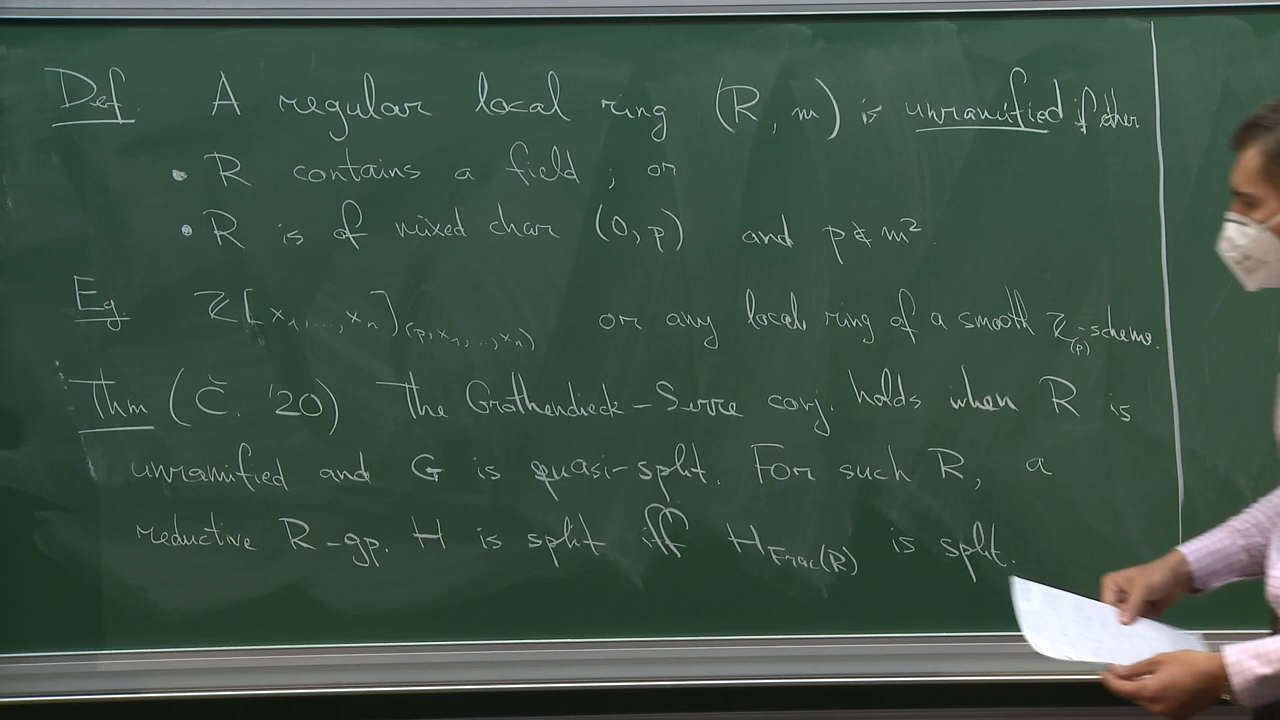 Def. A regular local ring (R, m) is unramified if either
• R contains a field; or
• R is of mixed char (0, p) and p ∉ m²
Eg. ℤ[x₁,...,xₙ]_(p,x₁,...,xₙ) or any local ring of a smooth ℤ_(p)-scheme.
Thm (Č. '20) The Grothendieck-Serre conj. holds when R is
unramified and G is quasi-split. For such R, a
reductive R-gp. H is split iff H_Frac(R) is split.